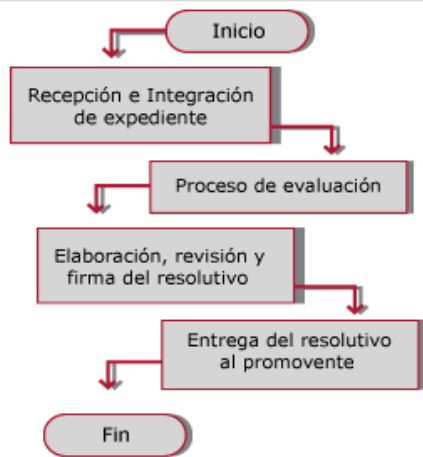 Inicio
Recepción e Integración
de expediente
Proceso de evaluación
Elaboración, revisión y
firma del resolutivo
Entrega del resolutivo
al promovente
Fin